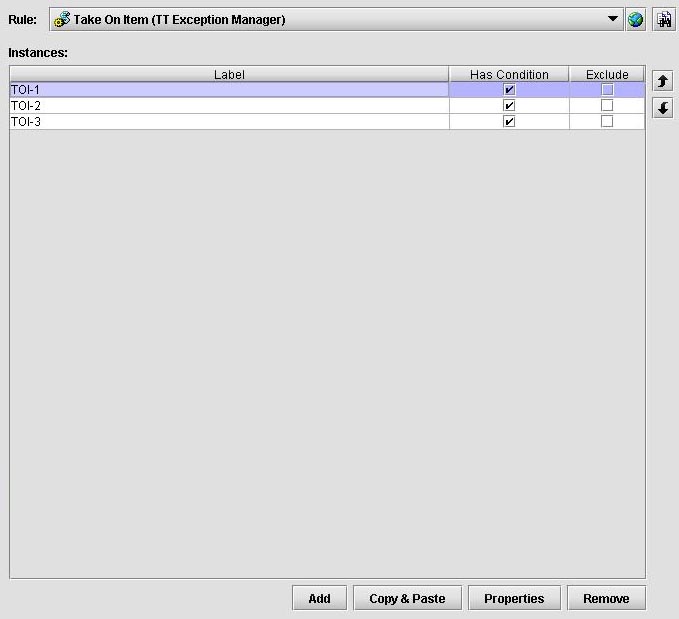 Rule: Take On Item (TT Exception Manager)
Instances:
Label Has Condition Exclude
TOI-1
TOI-2
TOI-3
Add Copy & Paste Properties Remove